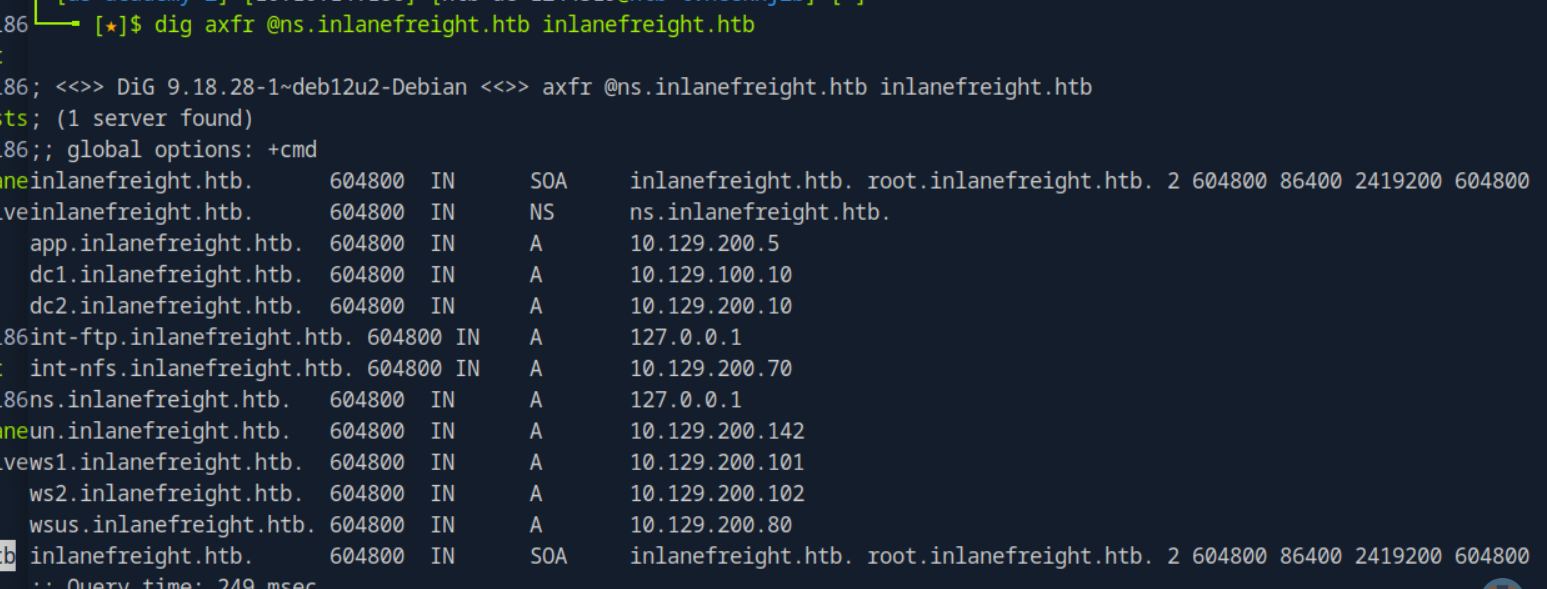 [★]$ dig axfr @ns.inlanefreight.htb inlanefreight.htb
86; <<>> DiG 9.18.28-1~deb12u2-Debian <<>> axfr @ns.inlanefreight.htb inlanefreight.htb
sts; (1 server found)
86;; global options: +cmd
inlanefreight.htb. 604800 IN SOA inlanefreight.htb. root.inlanefreight.htb. 2 604800 86400 2419200 604800
inlanefreight.htb. 604800 IN NS ns.inlanefreight.htb.
app.inlanefreight.htb. 604800 IN A 10.129.200.5
dc1.inlanefreight.htb. 604800 IN A 10.129.100.10
dc2.inlanefreight.htb. 604800 IN A 10.129.200.10
86int-ftp.inlanefreight.htb. 604800 IN A 127.0.0.1
int-nfs.inlanefreight.htb. 604800 IN A 10.129.200.70
86ns.inlanefreight.htb. 604800 IN A 127.0.0.1
un.inlanefreight.htb. 604800 IN A 10.129.200.142
ws1.inlanefreight.htb. 604800 IN A 10.129.200.101
ws2.inlanefreight.htb. 604800 IN A 10.129.200.102
wsus.inlanefreight.htb. 604800 IN A 10.129.200.80
inlanefreight.htb. 604800 IN SOA inlanefreight.htb. root.inlanefreight.htb. 2 604800 86400 2419200 604800
;; Query time: 249 msec